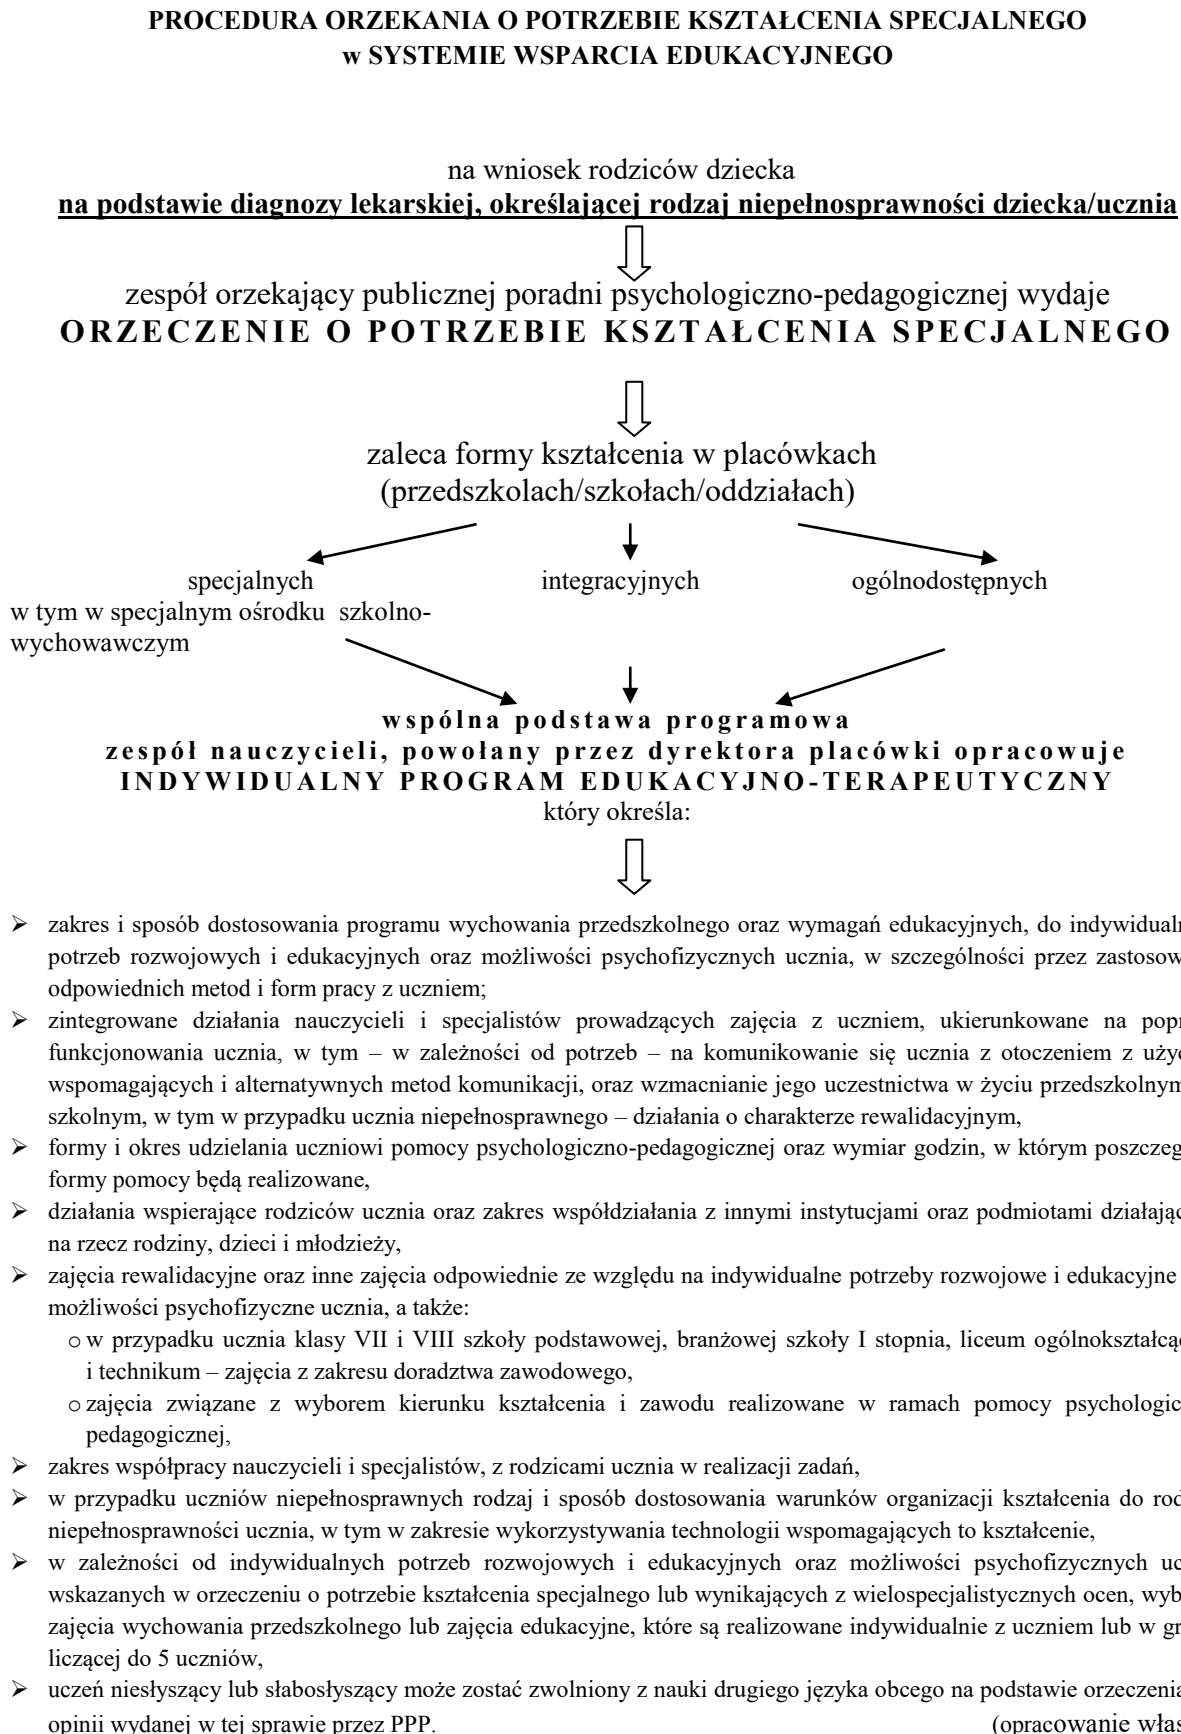 PROCEDURA ORZEKANIA O POTRZEBIE KSZTAŁCENIA SPECJALNEGO
w SYSTEMIE WSPARCIA EDUKACYJNEGO
na wniosek rodziców dziecka
na podstawie diagnozy lekarskiej, określającej rodzaj niepełnosprawności dziecka/ucznia
zespół orzekający publicznej poradni psychologiczno-pedagogicznej wydaje
ORZECZENIE O POTRZEBIE KSZTAŁCENIA SPECJALNEGO
zaleca formy kształcenia w placówkach
(przedszkolach/szkołach/oddziałach)
specjalnych integracyjnych ogólnodostępnych
w tym w specjalnym ośrodku szkolno-
wychowawczym
wspólna podstawa programowa
zespół nauczycieli, powołany przez dyrektora placówki opracowuje
INDYWIDUALNY PROGRAM EDUKACYJNO-TERAPEUTYCZNY
który określa:
➢ zakres i sposób dostosowania programu wychowania przedszkolnego oraz wymagań edukacyjnych, do indywidualn
potrzeb rozwojowych i edukacyjnych oraz możliwości psychofizycznych ucznia, w szczególności przez zastosow
odpowiednich metod i form pracy z uczniem;
➢ zintegrowane działania nauczycieli i specjalistów prowadzących zajęcia z uczniem, ukierunkowane na popr
funkcjonowania ucznia, w tym – w zależności od potrzeb – na komunikowanie się ucznia z otoczeniem z użyc
wspomagających i alternatywnych metod komunikacji, oraz wzmacnianie jego uczestnictwa w życiu przedszkolnym
szkolnym, w tym w przypadku ucznia niepełnosprawnego – działania o charakterze rewalidacyjnym,
➢ formy i okres udzielania uczniowi pomocy psychologiczno-pedagogicznej oraz wymiar godzin, w którym poszczeg
formy pomocy będą realizowane,
➢ działania wspierające rodziców ucznia oraz zakres współdziałania z innymi instytucjami oraz podmiotami działając
na rzecz rodziny, dzieci i młodzieży,
➢ zajęcia rewalidacyjne oraz inne zajęcia odpowiednie ze względu na indywidualne potrzeby rozwojowe i edukacyjne
możliwości psychofizyczne ucznia, a także:
o w przypadku ucznia klasy VII i VIII szkoły podstawowej, branżowej szkoły I stopnia, liceum ogólnokształcą
i technikum – zajęcia z zakresu doradztwa zawodowego,
o zajęcia związane z wyborem kierunku kształcenia i zawodu realizowane w ramach pomocy psychologic
pedagogicznej,
➢ zakres współpracy nauczycieli i specjalistów, z rodzicami ucznia w realizacji zadań,
➢ w przypadku uczniów niepełnosprawnych rodzaj i sposób dostosowania warunków organizacji kształcenia do rod
niepełnosprawności ucznia, w tym w zakresie wykorzystywania technologii wspomagających to kształcenie,
➢ w zależności od indywidualnych potrzeb rozwojowych i edukacyjnych oraz możliwości psychofizycznych uc
wskazanych w orzeczeniu o potrzebie kształcenia specjalnego lub wynikających z wielospecjalistycznych ocen, wyb
zajęcia wychowania przedszkolnego lub zajęcia edukacyjne, które są realizowane indywidualnie z uczniem lub w gr
liczącej do 5 uczniów,
➢ uczeń niesłyszący lub słabosłyszący może zostać zwolniony z nauki drugiego języka obcego na podstawie orzeczenia
opinii wydanej w tej sprawie przez PPP. (opracowanie włas